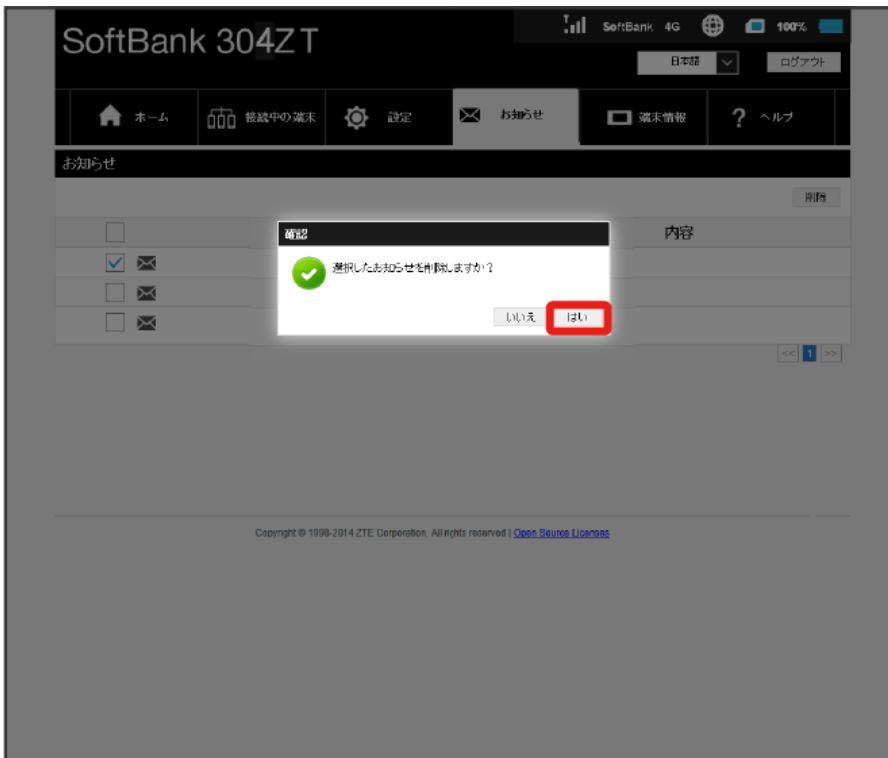 SoftBank 304ZT
SoftBank 4G 100%
日本語 ログアウト
ホーム 接続中の端末 設定 お知らせ 端末情報 ? ヘルプ
お知らせ
削除
内容
確認
選択したお知らせを削除しますか?
いいえ はい
<< 1 >>
Copyright © 1998-2014 ZTE Corporation. All rights reserved | Open Source Licenses